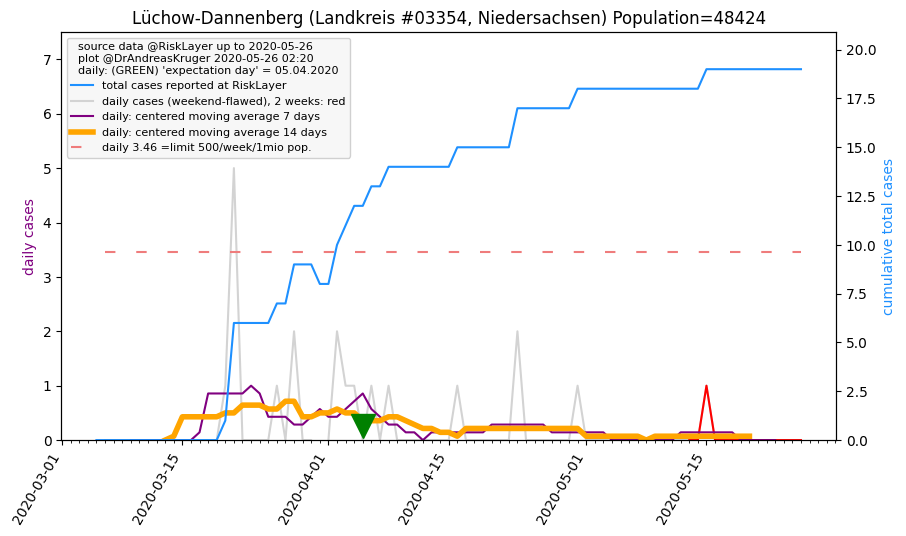 Lüchow-Dannenberg (Landkreis #03354, Niedersachsen) Population=48424
source data @RiskLayer up to 2020-05-26
plot @DrAndreasKruger 2020-05-26 02:20
daily: (GREEN) 'expectation day' = 05.04.2020
total cases reported at RiskLayer
daily cases (weekend-flawed), 2 weeks: red
daily: centered moving average 7 days
daily: centered moving average 14 days
daily 3.46 =limit 500/week/1mio pop.
daily cases
7
6
5
4
3
2
1
0
cumulative total cases
20.0
17.5
15.0
12.5
10.0
7.5
5.0
2.5
0.0
2020-03-01
2020-03-15
2020-04-01
2020-04-15
2020-05-01
2020-05-15